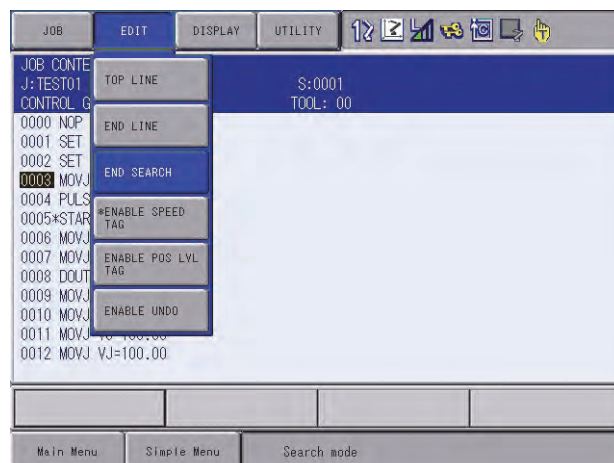 JOB EDIT DISPLAY UTILITY
JOB CONTE
J:TEST01 S:0001
CONTROL G TOOL: 00
TOP LINE
END LINE
END SEARCH
*ENABLE SPEED
TAG
ENABLE POS LVL
TAG
ENABLE UNDO
0000 NOP
0001 SET
0002 SET
0003 MOVJ
0004 PULS
0005*STAR
0006 MOVJ
0007 MOVJ
0008 DOUT
0009 MOVJ
0010 MOVJ
0011 MOVJ
0012 MOVJ VJ=100.00
Main Menu Simple Menu Search mode